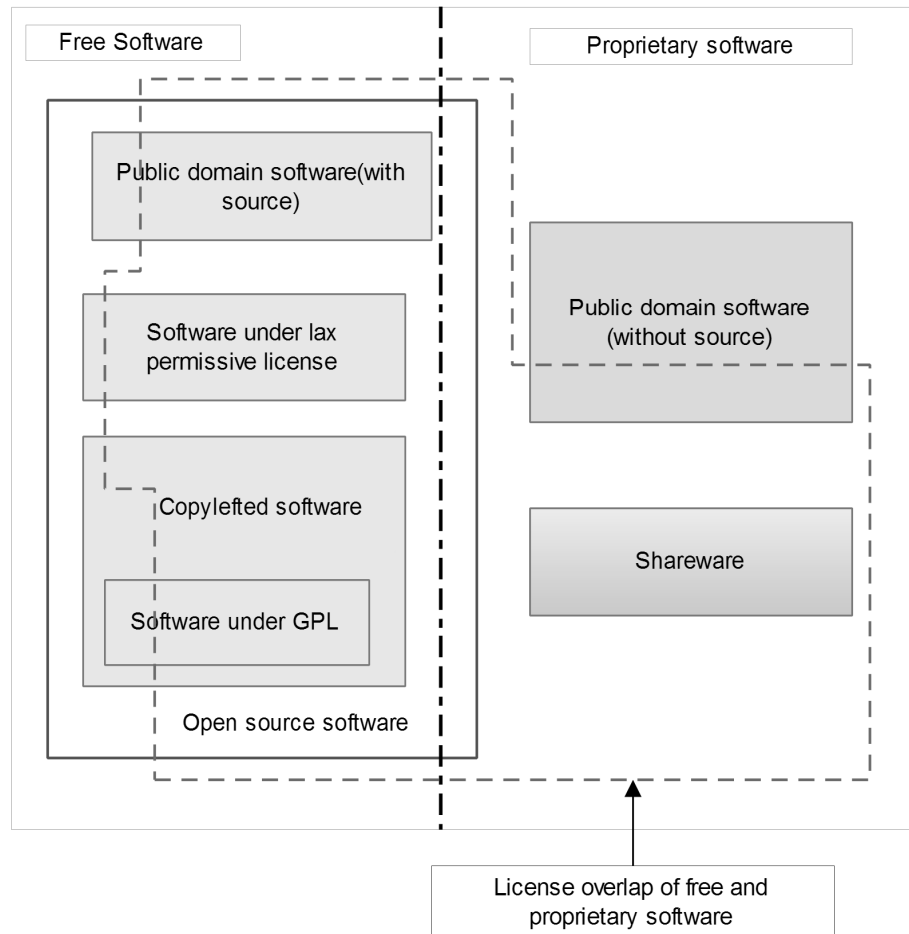 Free Software
Proprietary software
Public domain software(with
source)
Public domain software
(without source)
Software under lax
permissive license
Copylefted software
Shareware
Software under GPL
Open source software
License overlap of free and
proprietary software